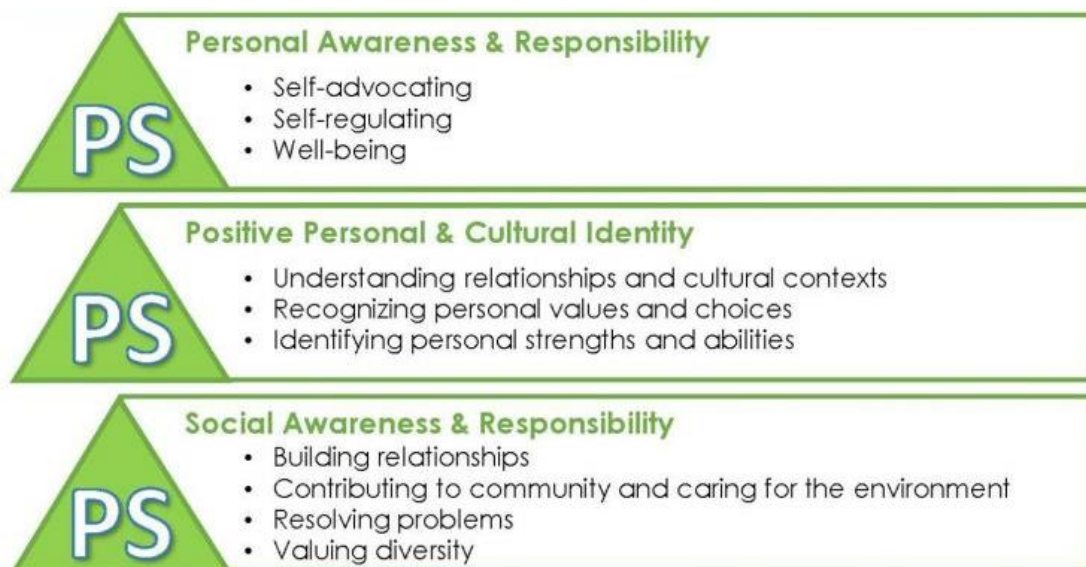 Personal Awareness & Responsibility
• Self-advocating
• Self-regulating
• Well-being
PS
Positive Personal & Cultural Identity
• Understanding relationships and cultural contexts
• Recognizing personal values and choices
• Identifying personal strengths and abilities
PS
Social Awareness & Responsibility
• Building relationships
• Contributing to community and caring for the environment
• Resolving problems
• Valuing diversity
PS